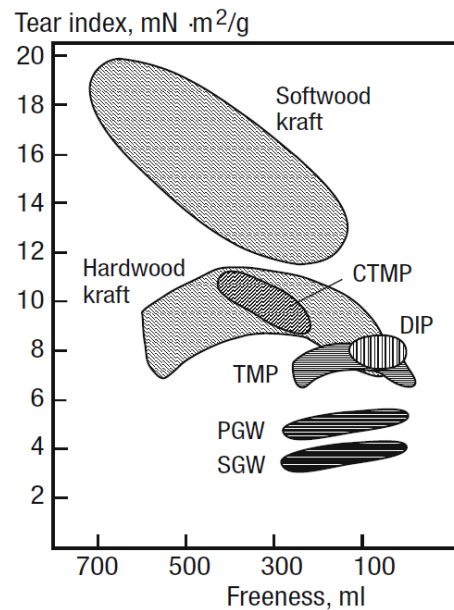 Tear index, mN ·m²/g
20
18
16
14
12
10
8
6
4
2
Softwood
kraft
Hardwood
kraft
CTMP
DIP
TMP
PGW
SGW
700 500 300 100
Freeness, ml